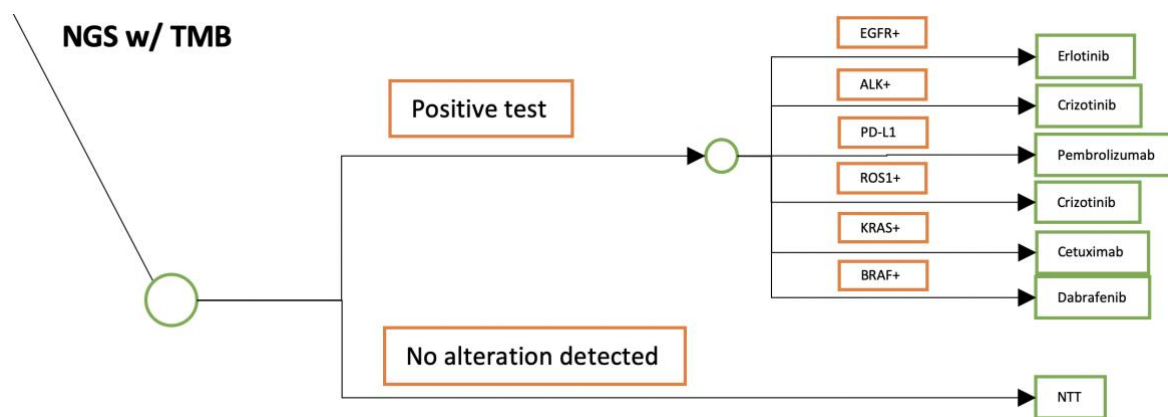 NGS w/ TMB
EGFR+
Erlotinib
ALK+
Crizotinib
Positive test
PD-L1
Pembrolizumab
ROS1+
Crizotinib
KRAS+
Cetuximab
BRAF+
Dabrafenib
No alteration detected
NTT